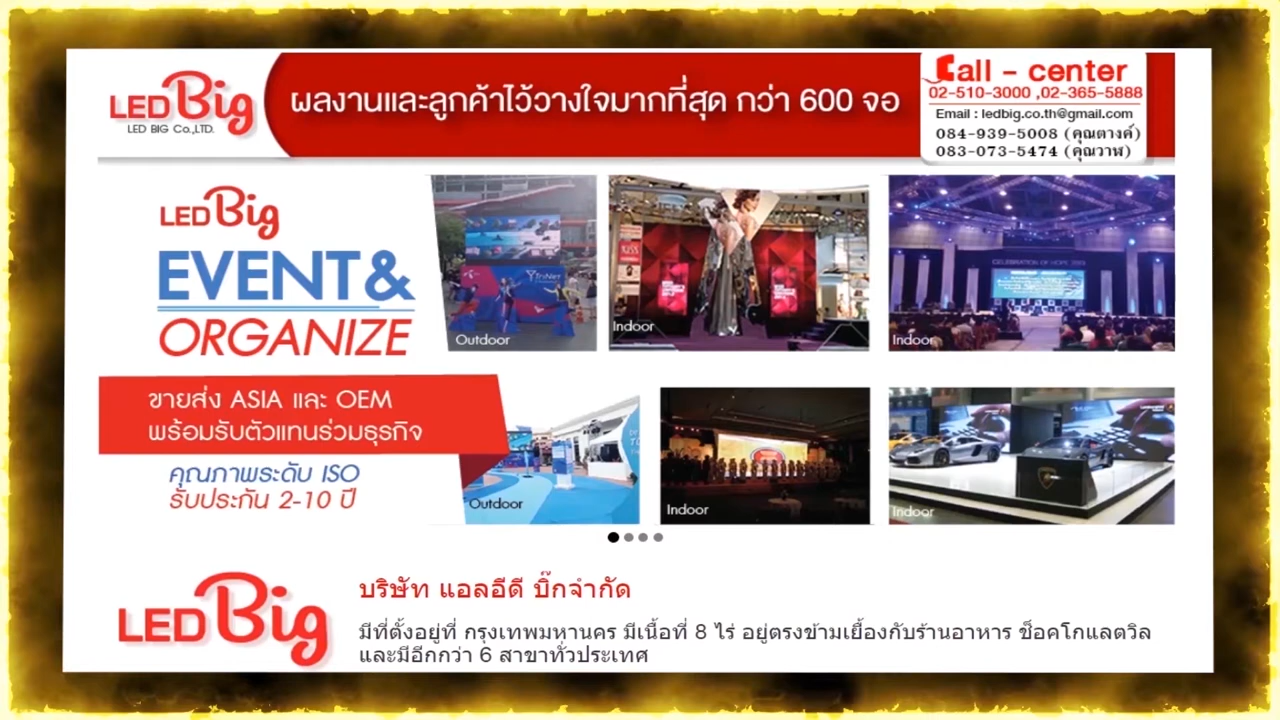 LED Big
LED BIG Co.,LTD.
ผลงานและลูกค้าไว้วางใจมากที่สุด กว่า 600 จอ
Call - center
02-510-3000 ,02-365-5888
Email : ledbig.co.th@gmail.com
084-939-5008 (คุณตางค์)
083-073-5474 (คุณวาฬ)
LED Big
EVENT&
ORGANIZE
TriNet
Outdoor
Indoor
CELEBRATION OF HOPE 2013
Indoor
ขายส่ง ASIA และ OEM
พร้อมรับตัวแทนร่วมธุรกิจ
คุณภาพระดับ ISO
รับประกัน 2-10 ปี
Outdoor
Indoor
Indoor
LED Big
บริษัท แอลอีดี บิ๊กจำกัด
มีที่ตั้งอยู่ที่ กรุงเทพมหานคร มีเนื้อที่ 8 ไร่ อยู่ตรงข้ามเยื้องกับร้านอาหาร ช็อคโกแลตวิล
และมีอีกกว่า 6 สาขาทั่วประเทศ